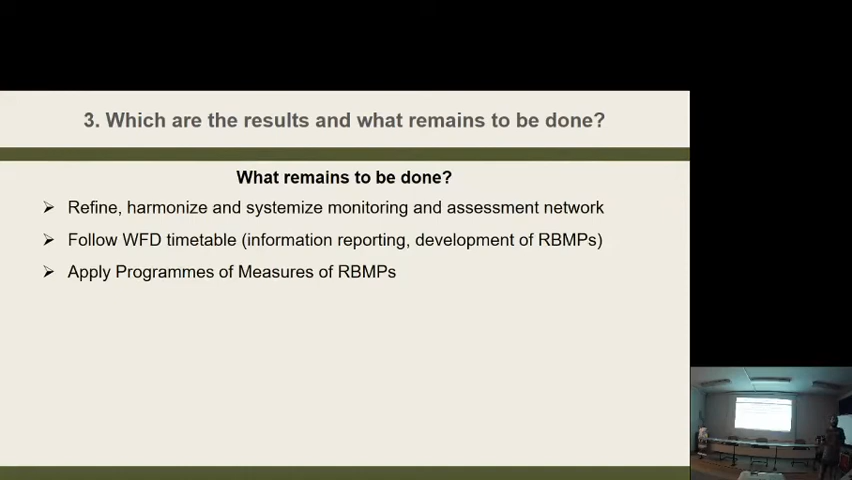 3. Which are the results and what remains to be done?
What remains to be done?
Refine, harmonize and systemize monitoring and assessment network
Follow WFD timetable (information reporting, development of RBMPs)
Apply Programmes of Measures of RBMPs